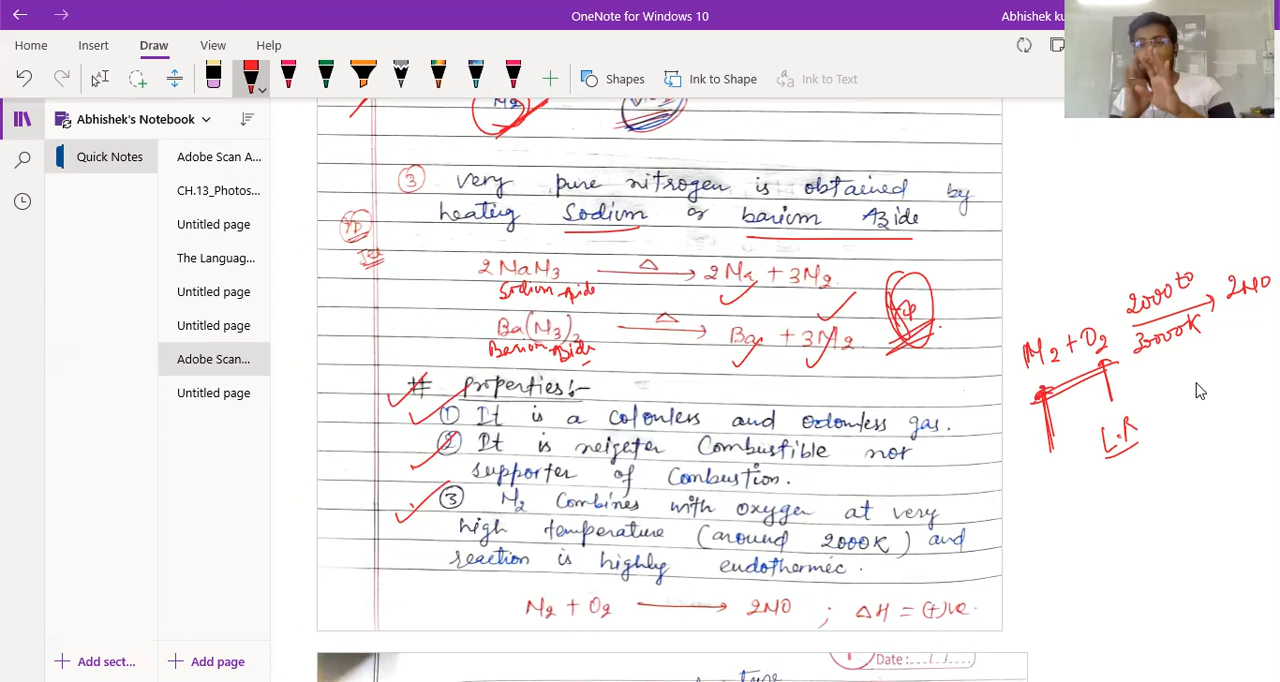 OneNote for Windows 10
Abhishek ku
Home Insert Draw View Help
Shapes Ink to Shape Ink to Text
Abhishek's Notebook
Quick Notes
Adobe Scan A...
CH.13_Photos...
Untitled page
The Languag...
Untitled page
Untitled page
Adobe Scan...
Untitled page
Add sect...
Add page
N2
③ Very pure nitrogen is obtained by
heating Sodium or barium Azide
2NaN3 —Δ→ 2Na + 3N2
Sodium Azide
Ba(N3)2 —Δ→ Ba + 3N2
Barium Azide
# properties:-
① It is a colourless and odourless gas.
② It is neigeter Combustible not
supporter of Combustion.
③ N2 Combines with oxygen at very
high temperature (around 2000K) and
reaction is highly endothermic.
N2 + O2 → 2NO ; ΔH = (+)ve.
N2 + O2 2000 to 3000K → 2NO
L.R
Date:..../..../....